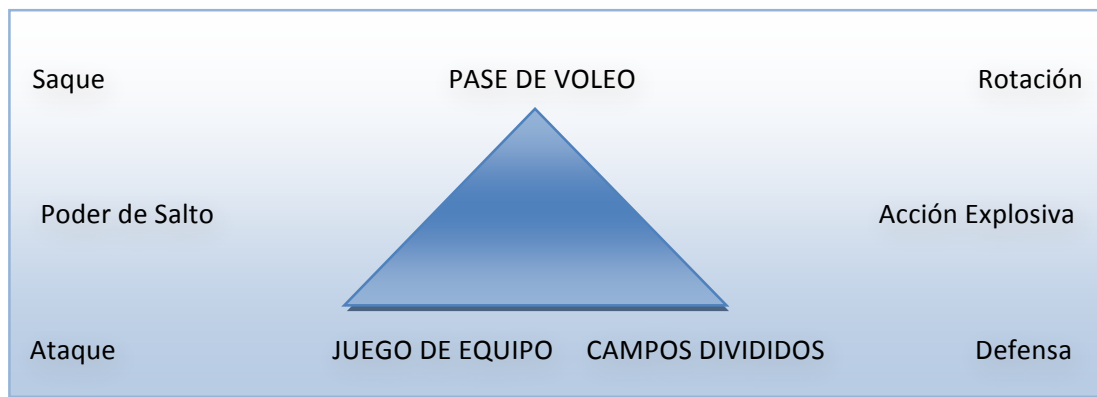 Saque PASE DE VOLEO Rotación
Poder de Salto Acción Explosiva
Ataque JUEGO DE EQUIPO CAMPOS DIVIDIDOS Defensa